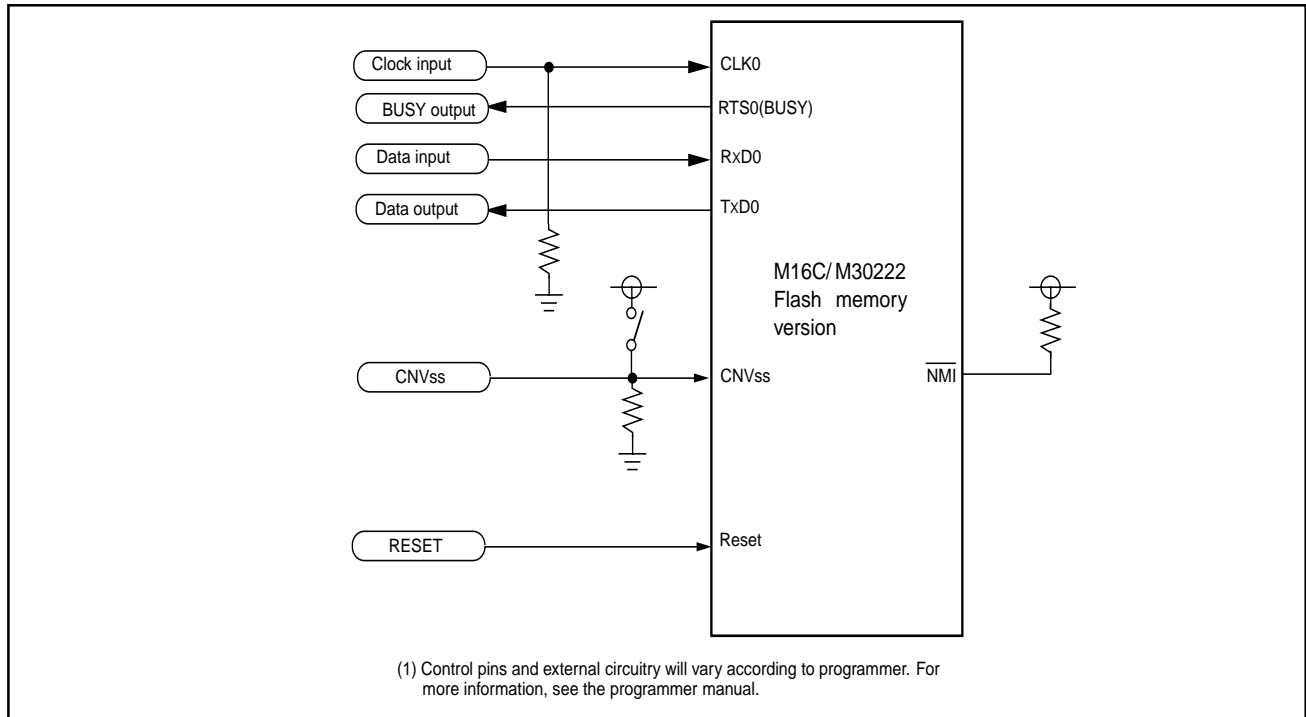 Clock input
CLK0
BUSY output
RTS0(BUSY)
Data input
RxD0
Data output
TxD0
M16C/ M30222
Flash memory
version
CNVss
CNVss
NMI
RESET
Reset
(1) Control pins and external circuitry will vary according to programmer. For
more information, see the programmer manual.